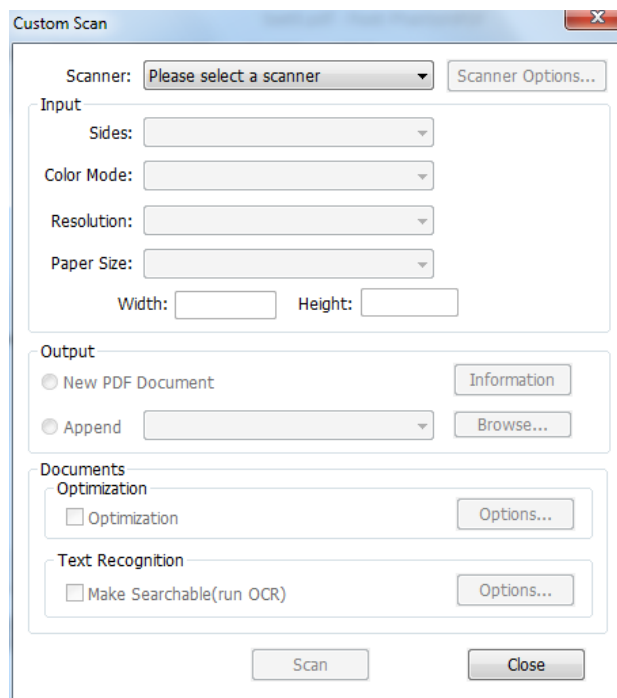 Custom Scan
Scanner: Please select a scanner Scanner Options...
Input
Sides:
Color Mode:
Resolution:
Paper Size:
Width: Height:
Output
New PDF Document Information
Append Browse...
Documents
Optimization
Optimization Options...
Text Recognition
Make Searchable(run OCR) Options...
Scan Close